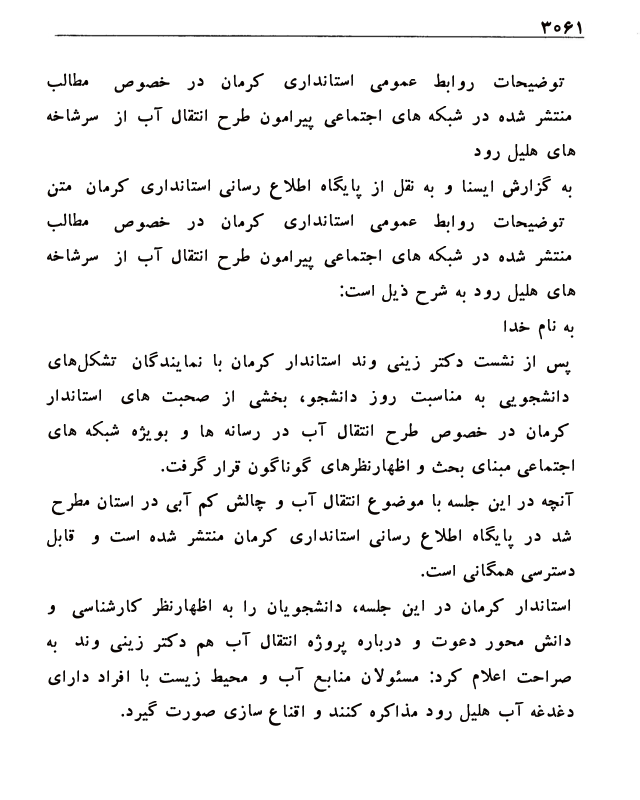 ۳۰۶۱
توضیحات روابط عمومی استانداری کرمان در خصوص مطالب
منتشر شده در شبکه های اجتماعی پیرامون طرح انتقال آب از سرشاخه
های هلیل رود
به گزارش ایسنا و به نقل از پایگاه اطلاع رسانی استانداری کرمان متن
توضیحات روابط عمومی استانداری کرمان در خصوص مطالب
منتشر شده در شبکه های اجتماعی پیرامون طرح انتقال آب از سرشاخه
های هلیل رود به شرح ذیل است:
به نام خدا
پس از نشست دکتر زینی وند استاندار کرمان با نمایندگان تشکل‌های
دانشجویی به مناسبت روز دانشجو، بخشی از صحبت های استاندار
کرمان در خصوص طرح انتقال آب در رسانه ها و بویژه شبکه های
اجتماعی مبنای بحث و اظهارنظرهای گوناگون قرار گرفت.
آنچه در این جلسه با موضوع انتقال آب و چالش کم آبی در استان مطرح
شد در پایگاه اطلاع رسانی استانداری کرمان منتشر شده است و قابل
دسترسی همگانی است.
استاندار کرمان در این جلسه، دانشجویان را به اظهارنظر کارشناسی و
دانش محور دعوت و درباره پروژه انتقال آب هم دکتر زینی وند به
صراحت اعلام کرد: مسئولان منابع آب و محیط زیست با افراد دارای
دغدغه آب هلیل رود مذاکره کنند و اقناع سازی صورت گیرد.